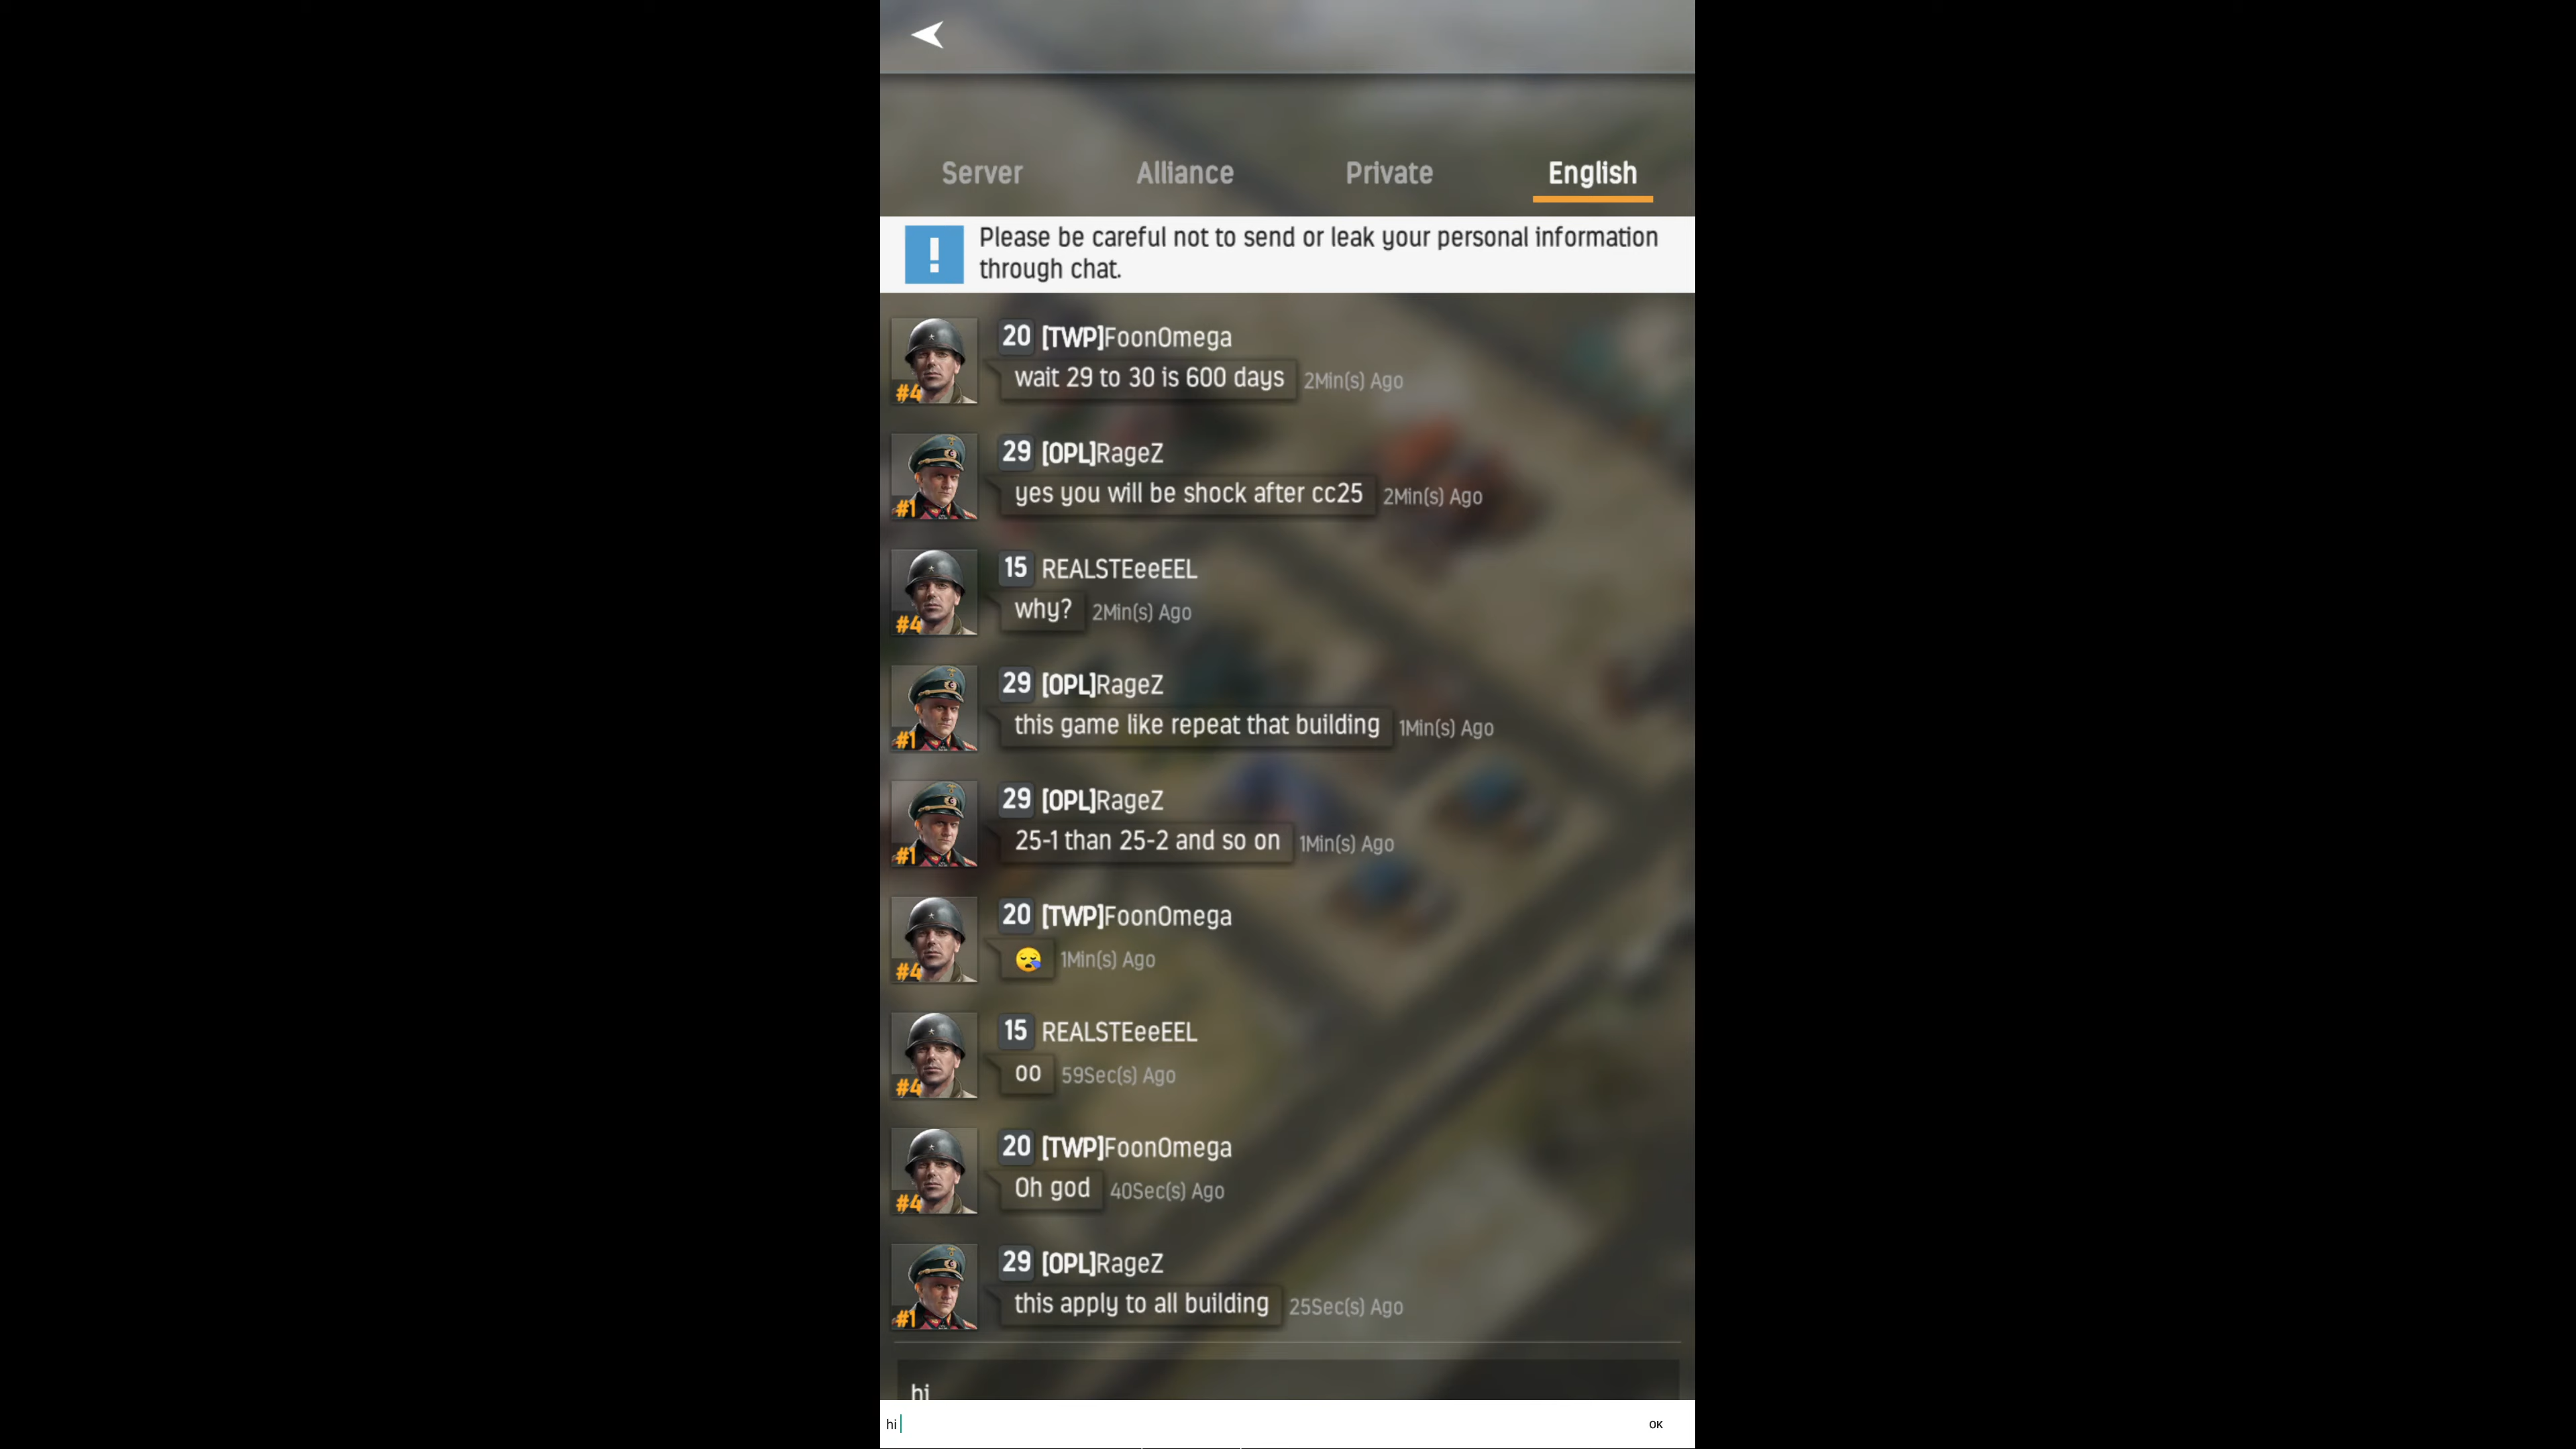 Server Alliance Private English
Please be careful not to send or leak your personal information
through chat.
20 [TWP]FoonOmega
#4
wait 29 to 30 is 600 days 2Min(s) Ago
29 [OPL]RageZ
#1
yes you will be shock after cc25 2Min(s) Ago
15 REALSTEeeEEL
#4
why? 2Min(s) Ago
29 [OPL]RageZ
#1
this game like repeat that building 1Min(s) Ago
29 [OPL]RageZ
#1
25-1 than 25-2 and so on 1Min(s) Ago
20 [TWP]FoonOmega
#4
😪 1Min(s) Ago
15 REALSTEeeEEL
#4
oo 59Sec(s) Ago
20 [TWP]FoonOmega
#4
Oh god 40Sec(s) Ago
29 [OPL]RageZ
#1
this apply to all building 25Sec(s) Ago
hi
hi OK